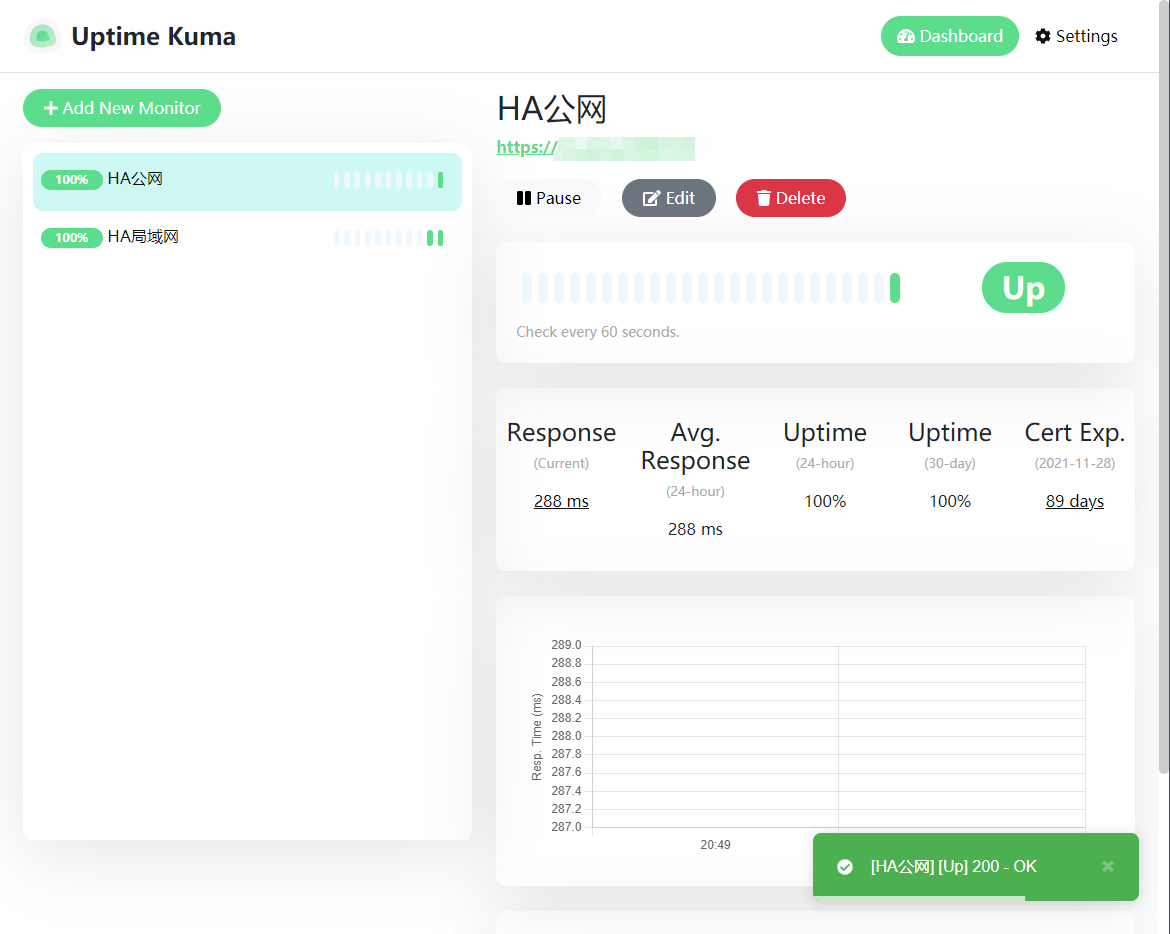 Uptime Kuma
Dashboard
Settings
Add New Monitor
100% HA公网
100% HA局域网
HA公网
https://
Pause
Edit
Delete
Up
Check every 60 seconds.
Response
(Current)
288 ms
Avg.
Response
(24-hour)
288 ms
Uptime
(24-hour)
100%
Uptime
(30-day)
100%
Cert Exp.
(2021-11-28)
89 days
Resp. Time (ms)
289.0
288.8
288.6
288.4
288.2
288.0
287.8
287.6
287.4
287.2
287.0
20:49
[HA公网] [Up] 200 - OK